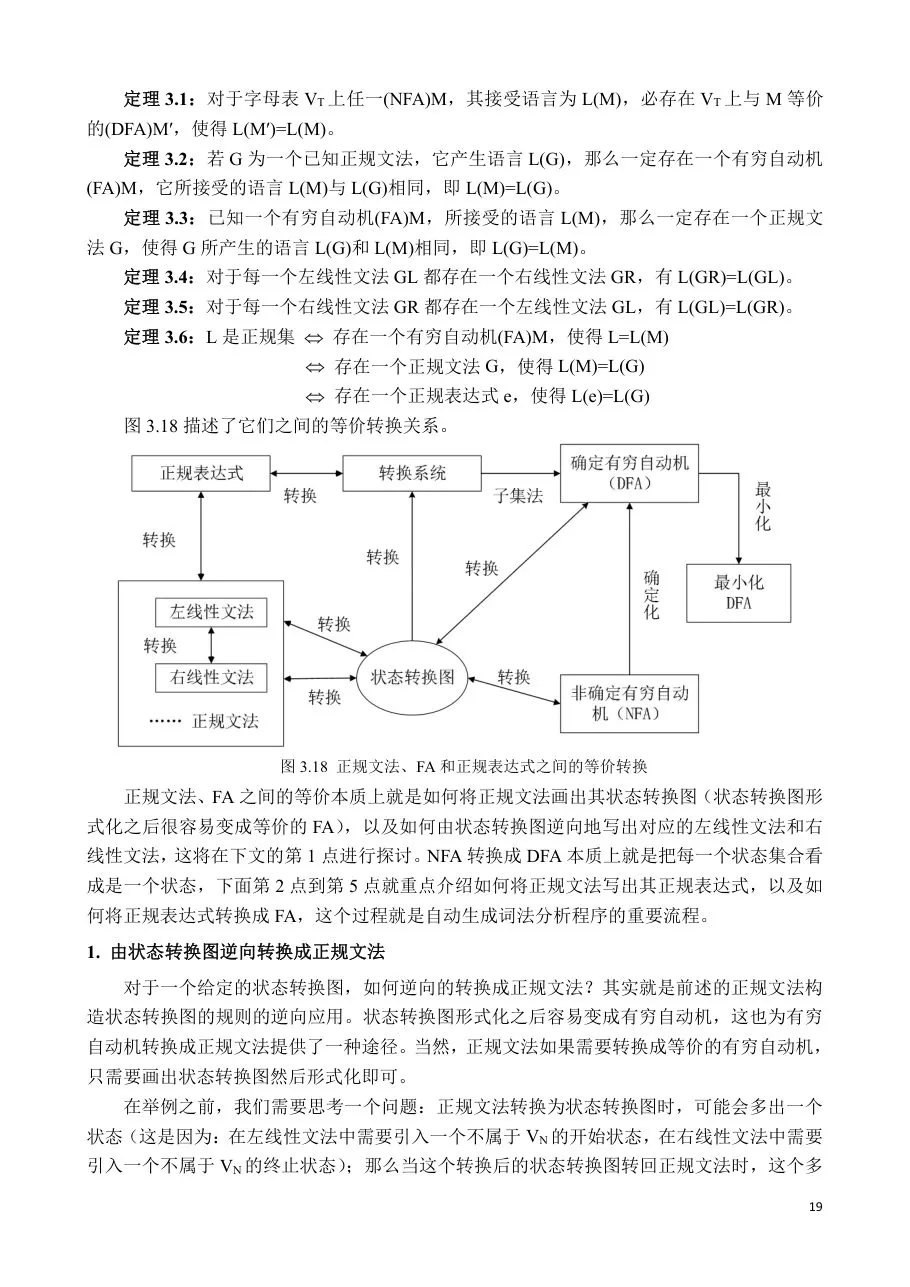 定理 3.1：对于字母表 VT 上任一(NFA)M，其接受语言为 L(M)，必存在 VT 上与 M 等价
的(DFA)M′，使得 L(M′)=L(M)。
定理 3.2：若 G 为一个已知正规文法，它产生语言 L(G)，那么一定存在一个有穷自动机
(FA)M，它所接受的语言 L(M)与 L(G)相同，即 L(M)=L(G)。
定理 3.3：已知一个有穷自动机(FA)M，所接受的语言 L(M)，那么一定存在一个正规文
法 G，使得 G 所产生的语言 L(G)和 L(M)相同，即 L(G)=L(M)。
定理 3.4：对于每一个左线性文法 GL 都存在一个右线性文法 GR，有 L(GR)=L(GL)。
定理 3.5：对于每一个右线性文法 GR 都存在一个左线性文法 GL，有 L(GL)=L(GR)。
定理 3.6：L 是正规集 ⇔ 存在一个有穷自动机(FA)M，使得 L=L(M)
⇔ 存在一个正规文法 G，使得 L(M)=L(G)
⇔ 存在一个正规表达式 e，使得 L(e)=L(G)
图 3.18 描述了它们之间的等价转换关系。
正规表达式
转换
转换系统
子集法
确定有穷自动机
（DFA）
最小化
转换
转换
转换
确定化
最小化
DFA
左线性文法
转换
右线性文法
…… 正规文法
转换
转换
状态转换图
转换
非确定有穷自动
机（NFA）
图 3.18 正规文法、FA 和正规表达式之间的等价转换
正规文法、FA 之间的等价本质上就是如何将正规文法画出其状态转换图（状态转换图形
式化之后很容易变成等价的 FA），以及如何由状态转换图逆向地写出对应的左线性文法和右
线性文法，这将在下文的第 1 点进行探讨。NFA 转换成 DFA 本质上就是把每一个状态集合看
成是一个状态，下面第 2 点到第 5 点就重点介绍如何将正规文法写出其正规表达式，以及如
何将正规表达式转换成 FA，这个过程就是自动生成词法分析程序的重要流程。
1. 由状态转换图逆向转换成正规文法
对于一个给定的状态转换图，如何逆向的转换成正规文法？其实就是前述的正规文法构
造状态转换图的规则的逆向应用。状态转换图形式化之后容易变成有穷自动机，这也为有穷
自动机转换成正规文法提供了一种途径。当然，正规文法如果需要转换成等价的有穷自动机，
只需要画出状态转换图然后形式化即可。
在举例之前，我们需要思考一个问题：正规文法转换为状态转换图时，可能会多出一个
状态（这是因为：在左线性文法中需要引入一个不属于 VN 的开始状态，在右线性文法中需要
引入一个不属于 VN 的终止状态）；那么当这个转换后的状态转换图转回正规文法时，这个多
19